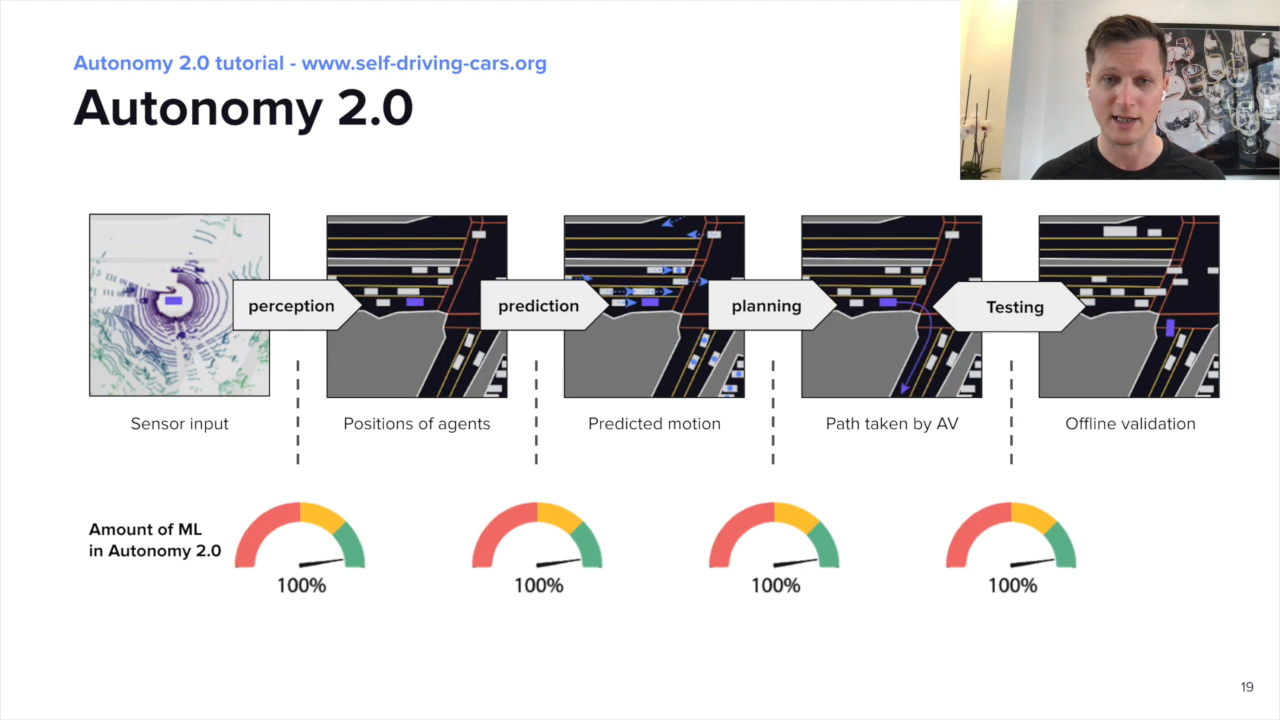 Autonomy 2.0 tutorial - www.self-driving-cars.org
Autonomy 2.0
perception
prediction
planning
Testing
Sensor input
Positions of agents
Predicted motion
Path taken by AV
Offline validation
Amount of ML
in Autonomy 2.0
100%
100%
100%
100%
19